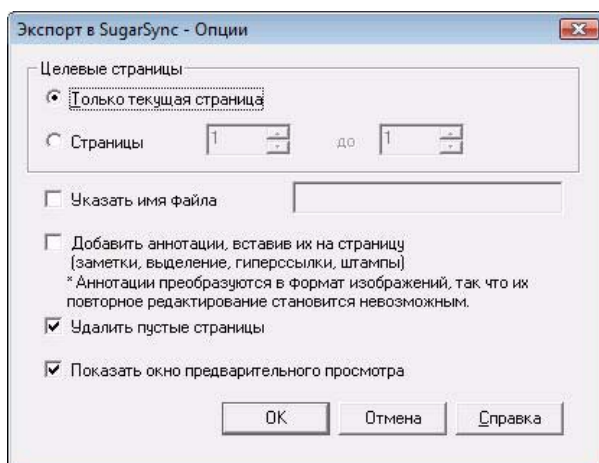 Экспорт в SugarSync - Опции
Целевые страницы
Только текущая страница
Страницы 1 до 1
Указать имя файла
Добавить аннотации, вставив их на страницу
(заметки, выделение, гиперссылки, штампы)
* Аннотации преобразуются в формат изображений, так что их
повторное редактирование становится невозможным.
Удалить пустые страницы
Показать окно предварительного просмотра
OK Отмена Справка